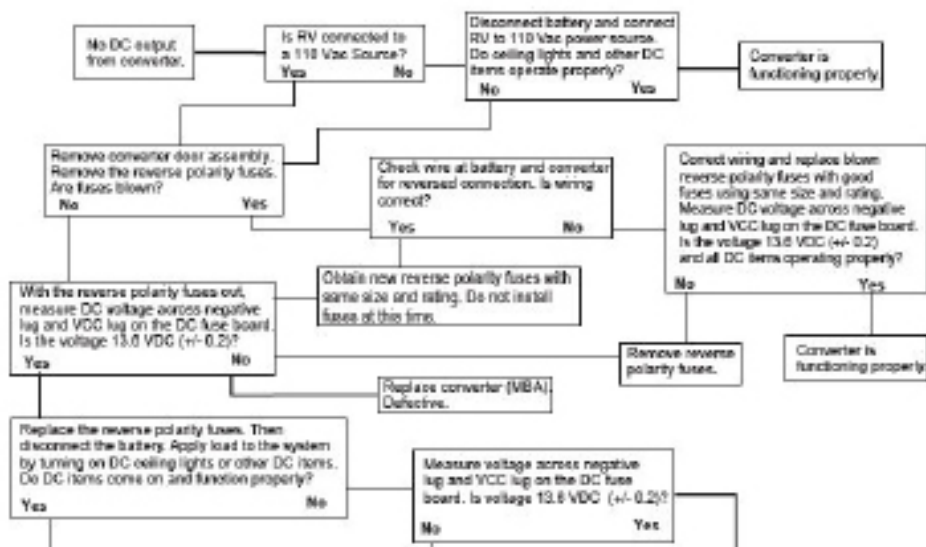 No DC output
from converter.
Is RV connected to
a 110 Vac Source?
Yes No
Disconnect battery and connect
RV to 110 Vac power source.
Do ceiling lights and other DC
items operate properly?
No Yes
Converter is
functioning properly.
Remove converter door assembly.
Remove the reverse polarity fuses.
Are fuses blown?
No Yes
Check wire at battery and converter
for reversed connection. Is wiring
correct?
Yes No
Correct wiring and replace blown
reverse polarity fuses with good
fuses using same size and rating.
Measure DC voltage across negative
lug and VCC lug on the DC fuse board.
Is the voltage 13.6 VDC (+/- 0.2)
and all DC items operating properly?
No Yes
Obtain new reverse polarity fuses with
same size and rating. Do not install
fuses at this time.
With the reverse polarity fuses out,
measure DC voltage across negative
lug and VCC lug on the DC fuse board.
Is the voltage 13.6 VDC (+/- 0.2)?
Yes No
Remove reverse
polarity fuses.
Converter is
functioning properly.
Replace converter (MBA).
Defective.
Replace the reverse polarity fuses. Then
disconnect the battery. Apply load to the system
by turning on DC ceiling lights or other DC items.
Do DC items come on and function properly?
Yes No
Measure voltage across negative
lug and VCC lug on the DC fuse
board. Is voltage 13.6 VDC (+/- 0.2)?
No Yes